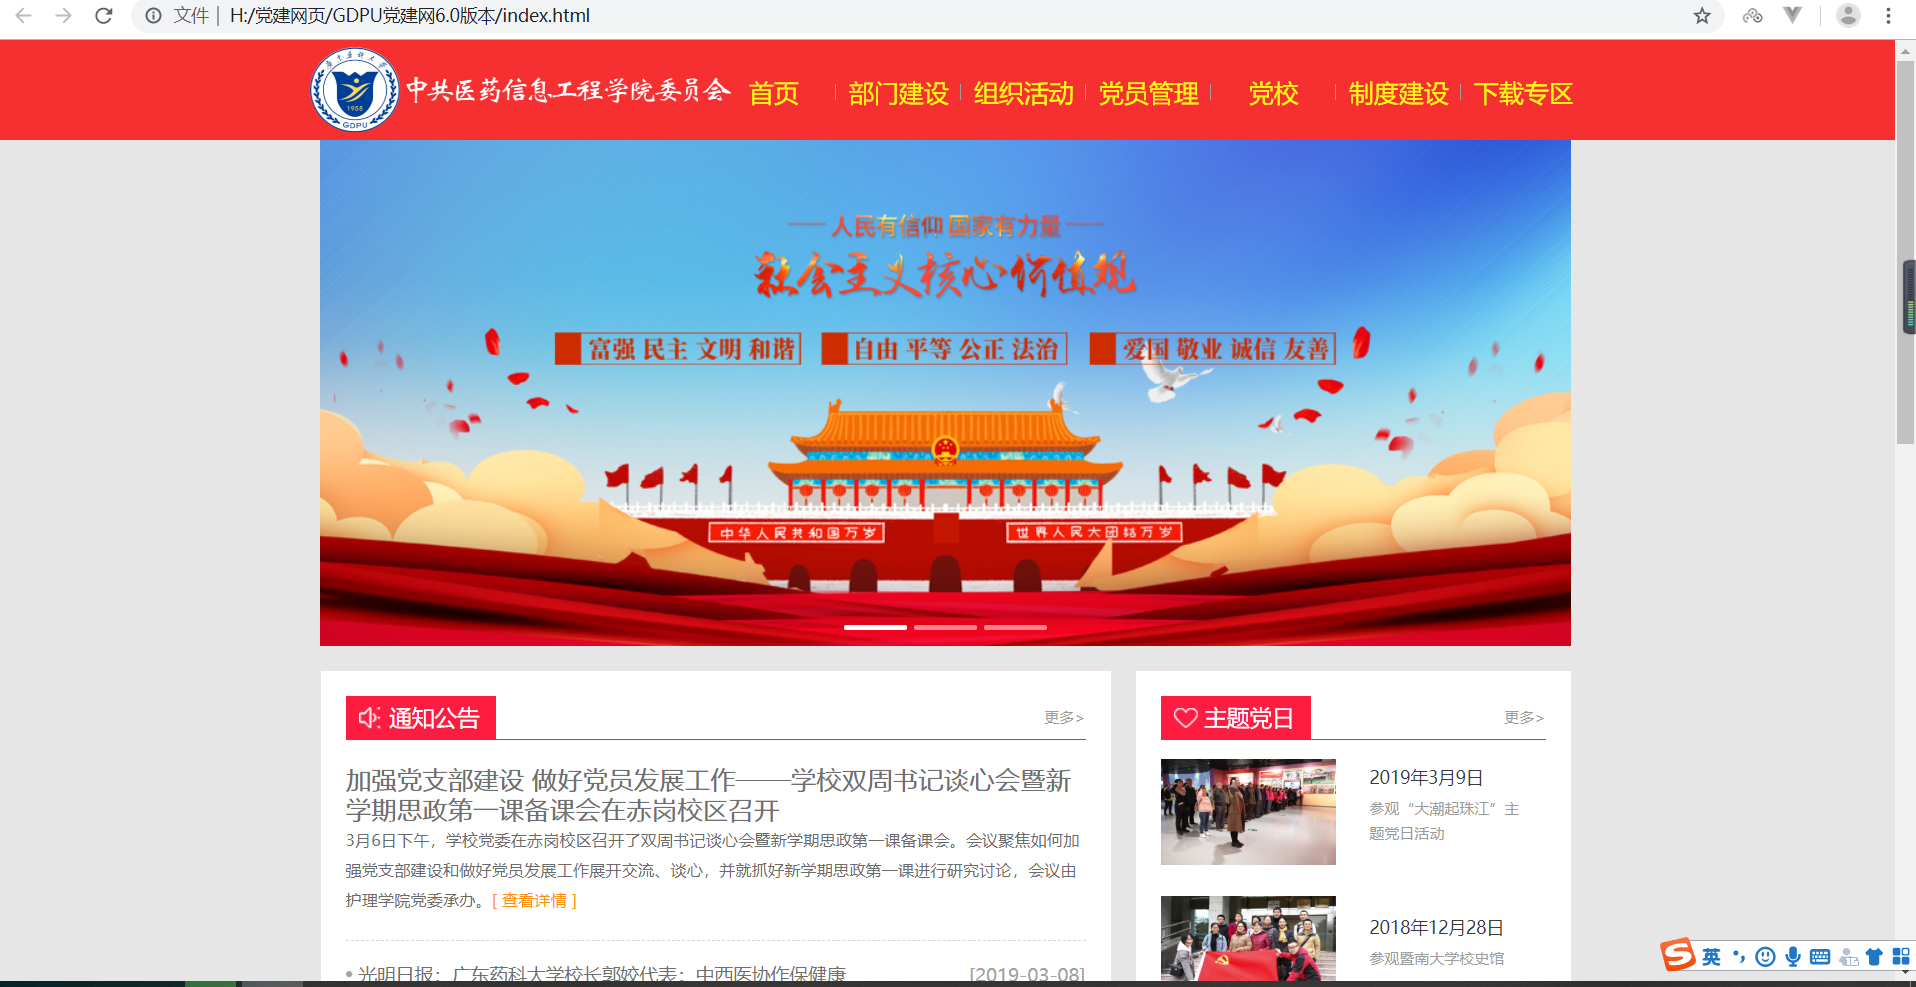 文件 | H:/党建网页/GDPU党建网6.0版本/index.html
广东药科大学
1958
GDPU
中共医药信息工程学院委员会
首页
部门建设
组织活动
党员管理
党校
制度建设
下载专区
人民有信仰 国家有力量
社会主义核心价值观
富强 民主 文明 和谐
自由 平等 公正 法治
爱国 敬业 诚信 友善
中华人民共和国万岁
世界人民大团结万岁
通知公告
更多>
加强党支部建设 做好党员发展工作——学校双周书记谈心会暨新
学期思政第一课备课会在赤岗校区召开
3月6日下午，学校党委在赤岗校区召开了双周书记谈心会暨新学期思政第一课备课会。会议聚焦如何加
强党支部建设和做好党员发展工作展开交流、谈心，并就抓好新学期思政第一课进行研究讨论，会议由
护理学院党委承办。[ 查看详情 ]
光明日报：广东药科大学校长郭姣代表：中西医协作保健康
[2019-03-08]
主题党日
更多>
2019年3月9日
参观“大潮起珠江”主
题党日活动
2018年12月28日
参观暨南大学校史馆
英